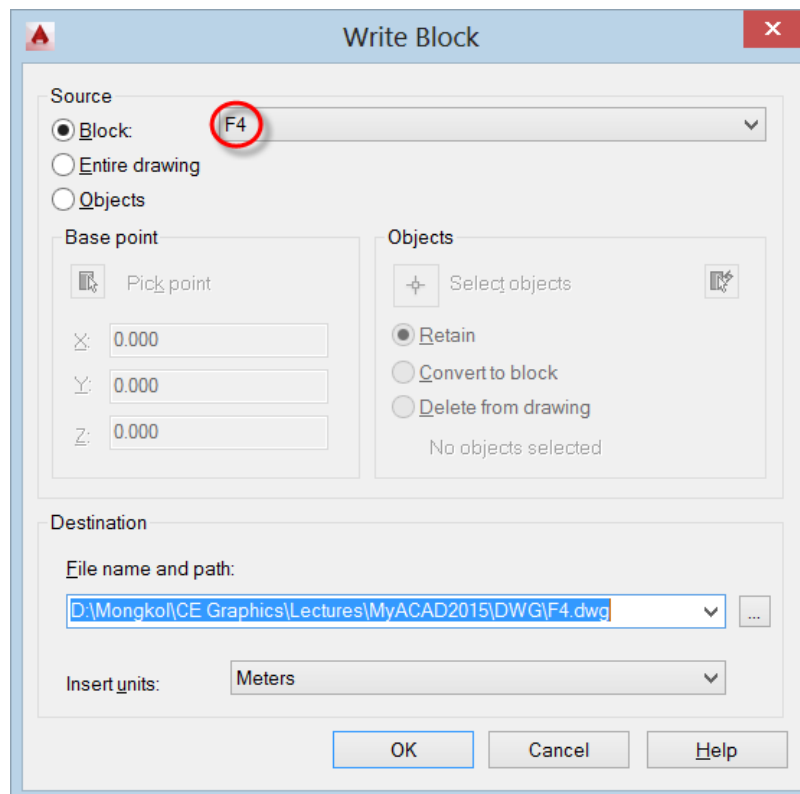 Write Block
Source
Block:
F4
Entire drawing
Objects
Base point
Pick point
X: 0.000
Y: 0.000
Z: 0.000
Objects
Select objects
Retain
Convert to block
Delete from drawing
No objects selected
Destination
File name and path:
D:\Mongkol\CE Graphics\Lectures\MyACAD2015\DWG\F4.dwg
...
Insert units:
Meters
OK
Cancel
Help